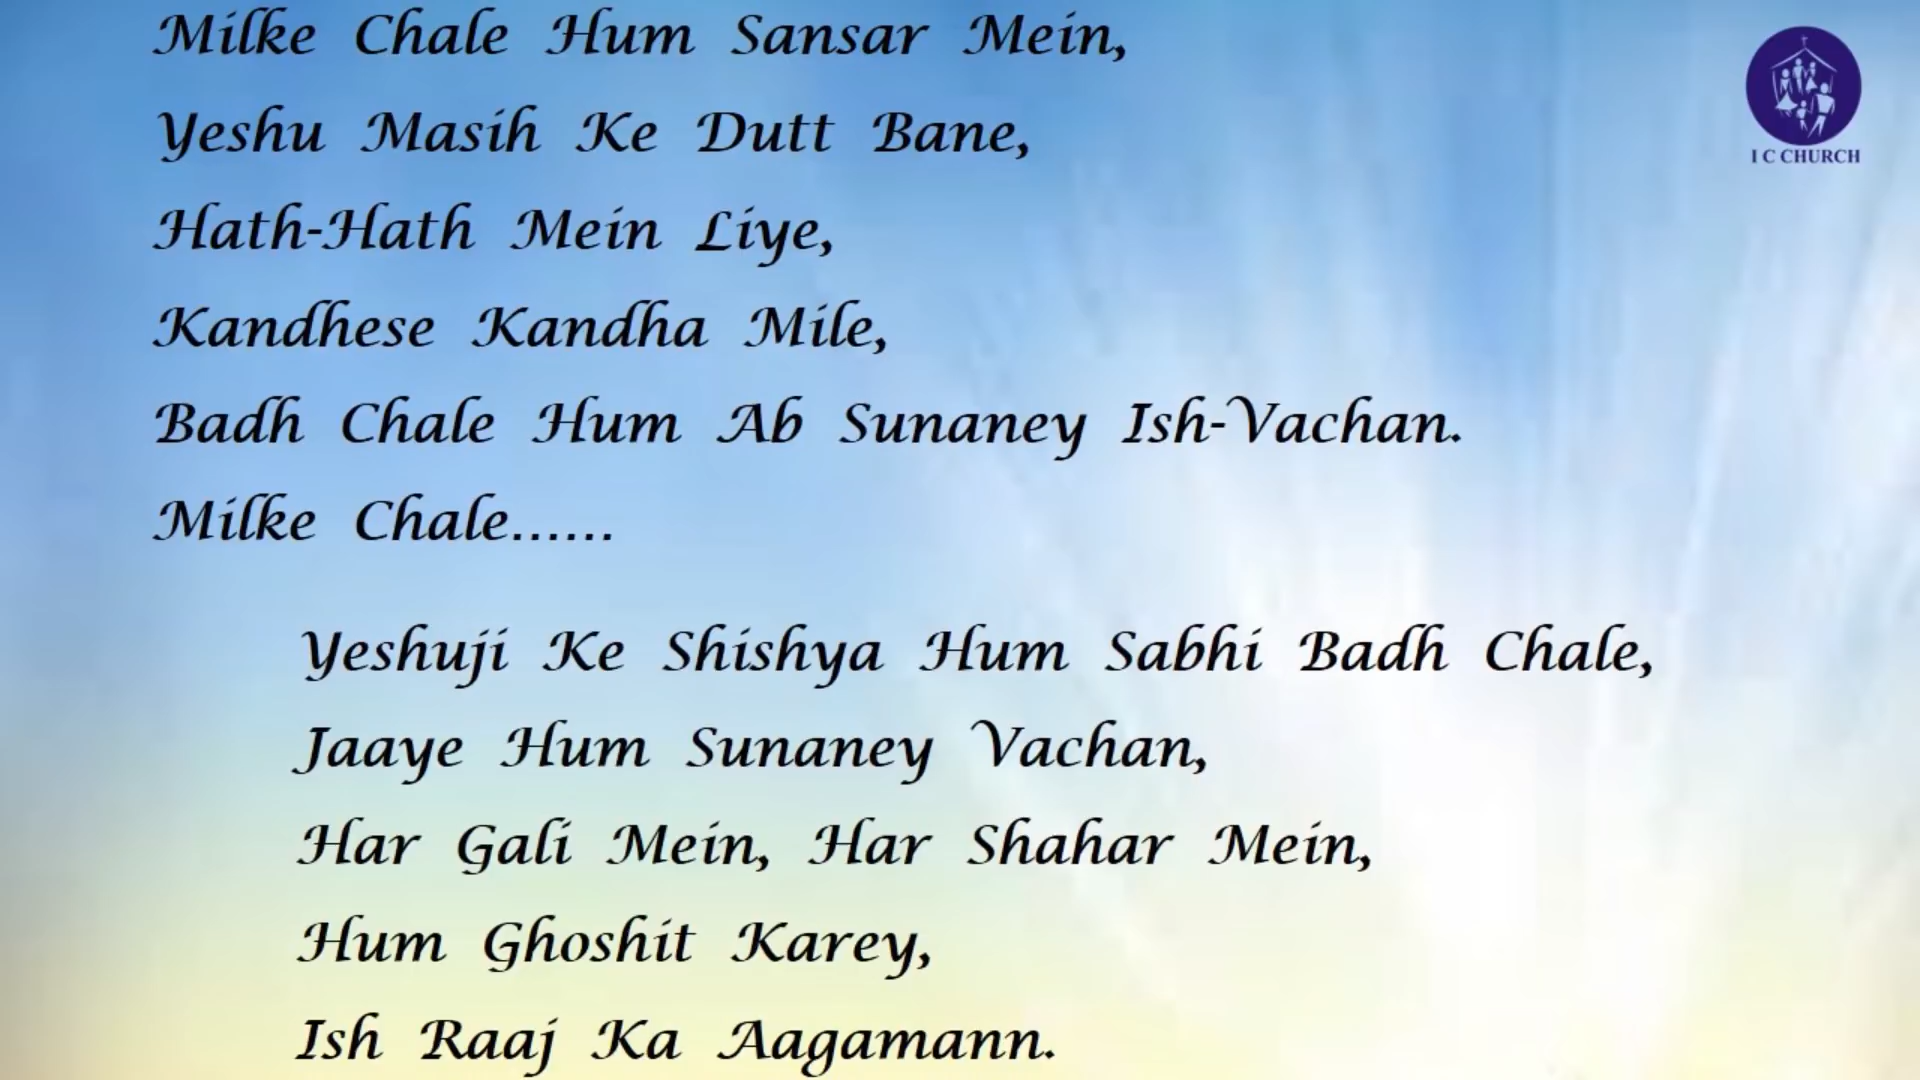 Milke Chale Hum Sansar Mein,
I C CHURCH
Yeshu Masih Ke Dutt Bane,
Hath-Hath Mein Liye,
Kandhese Kandha Mile,
Badh Chale Hum Ab Sunaney Ish-Vachan.
Milke Chale......
Yeshuji Ke Shishya Hum Sabhi Badh Chale,
Jaaye Hum Sunaney Vachan,
Har Gali Mein, Har Shahar Mein,
Hum Ghoshit Karey,
Ish Raaj Ka Aagamann.